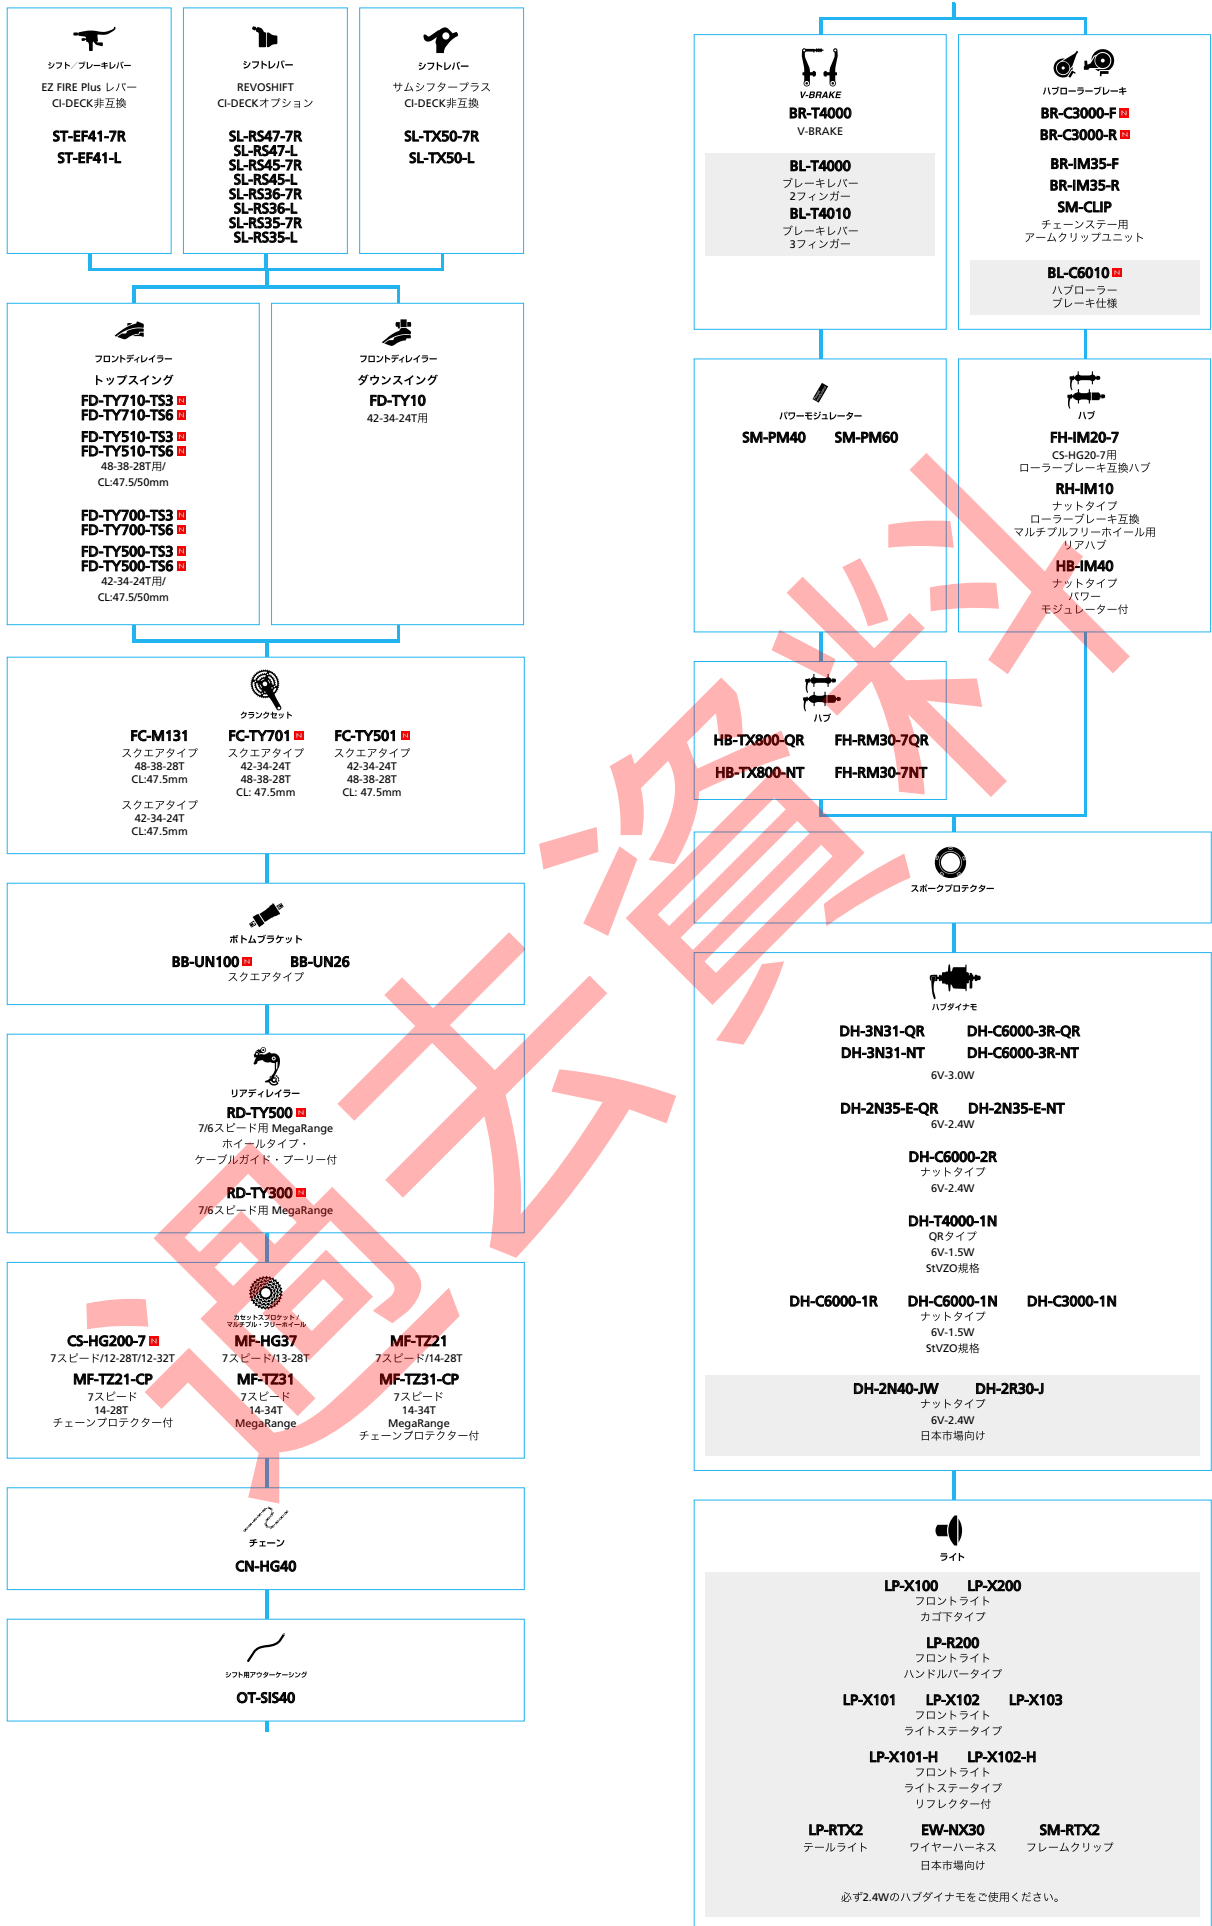 シフト／ブレーキレバー
EZ FIRE Plus レバー
CI-DECK非互換
ST-EF41-7R
ST-EF41-L
シフトレバー
REVOSHIFT
CI-DECKオプション
SL-RS47-7R
SL-RS47-L
SL-RS45-7R
SL-RS45-L
SL-RS36-7R
SL-RS36-L
SL-RS35-7R
SL-RS35-L
シフトレバー
サムシフタープラス
CI-DECK非互換
SL-TX50-7R
SL-TX50-L
フロントディレイラー
トップスイング
FD-TY710-TS3 N
FD-TY710-TS6 N
FD-TY510-TS3 N
FD-TY510-TS6 N
48-38-28T用/
CL:47.5/50mm
FD-TY700-TS3 N
FD-TY700-TS6 N
FD-TY500-TS3 N
FD-TY500-TS6 N
42-34-24T用/
CL:47.5/50mm
フロントディレイラー
ダウンスイング
FD-TY10
42-34-24T用
クランクセット
FC-M131
スクエアタイプ
48-38-28T
CL:47.5mm
スクエアタイプ
42-34-24T
CL:47.5mm
FC-TY701 N
スクエアタイプ
42-34-24T
48-38-28T
CL: 47.5mm
FC-TY501 N
スクエアタイプ
42-34-24T
48-38-28T
CL: 47.5mm
ボトムブラケット
BB-UN100 N BB-UN26
スクエアタイプ
リアディレイラー
RD-TY500 N
7/6スピード用 MegaRange
ホイールタイプ・
ケーブルガイド・プーリー付
RD-TY300 N
7/6スピード用 MegaRange
カセットスプロケット /
マルチプル・フリーホイール
CS-HG200-7 N
7スピード/12-28T/12-32T
MF-HG37
7スピード/13-28T
MF-TZ21
7スピード/14-28T
MF-TZ21-CP
7スピード
14-28T
チェーンプロテクター付
MF-TZ31
7スピード
14-34T
MegaRange
MF-TZ31-CP
7スピード
14-34T
MegaRange
チェーンプロテクター付
チェーン
CN-HG40
シフト用アウターケーシング
OT-SIS40
V-BRAKE
BR-T4000
V-BRAKE
BL-T4000
ブレーキレバー
2フィンガー
BL-T4010
ブレーキレバー
3フィンガー
ハブローラーブレーキ
BR-C3000-F N
BR-C3000-R N
BR-IM35-F
BR-IM35-R
SM-CLIP
チェーンステー用
アームクリップユニット
BL-C6010 N
ハブローラー
ブレーキ仕様
パワーモジュレーター
SM-PM40 SM-PM60
ハブ
FH-IM20-7
CS-HG20-7用
ローラーブレーキ互換ハブ
RH-IM10
ナットタイプ
ローラーブレーキ互換
マルチプルフリーホイール用
リアハブ
HB-IM40
ナットタイプ
パワー
モジュレーター付
ハブ
HB-TX800-QR FH-RM30-7QR
HB-TX800-NT FH-RM30-7NT
スポークプロテクター
ハブダイナモ
DH-3N31-QR DH-C6000-3R-QR
DH-3N31-NT DH-C6000-3R-NT
6V-3.0W
DH-2N35-E-QR DH-2N35-E-NT
6V-2.4W
DH-C6000-2R
ナットタイプ
6V-2.4W
DH-T4000-1N
QRタイプ
6V-1.5W
StVZO規格
DH-C6000-1R DH-C6000-1N DH-C3000-1N
ナットタイプ
6V-1.5W
StVZO規格
DH-2N40-JW DH-2R30-J
ナットタイプ
6V-2.4W
日本市場向け
ライト
LP-X100 LP-X200
フロントライト
カゴ下タイプ
LP-R200
フロントライト
ハンドルバータイプ
LP-X101 LP-X102 LP-X103
フロントライト
ライトステータイプ
LP-X101-H LP-X102-H
フロントライト
ライトステータイプ
リフレクター付
LP-RTX2 EW-NX30 SM-RTX2
テールライト ワイヤーハーネス フレームクリップ
日本市場向け
必ず2.4Wのハブダイナモをご使用ください。
過去資料